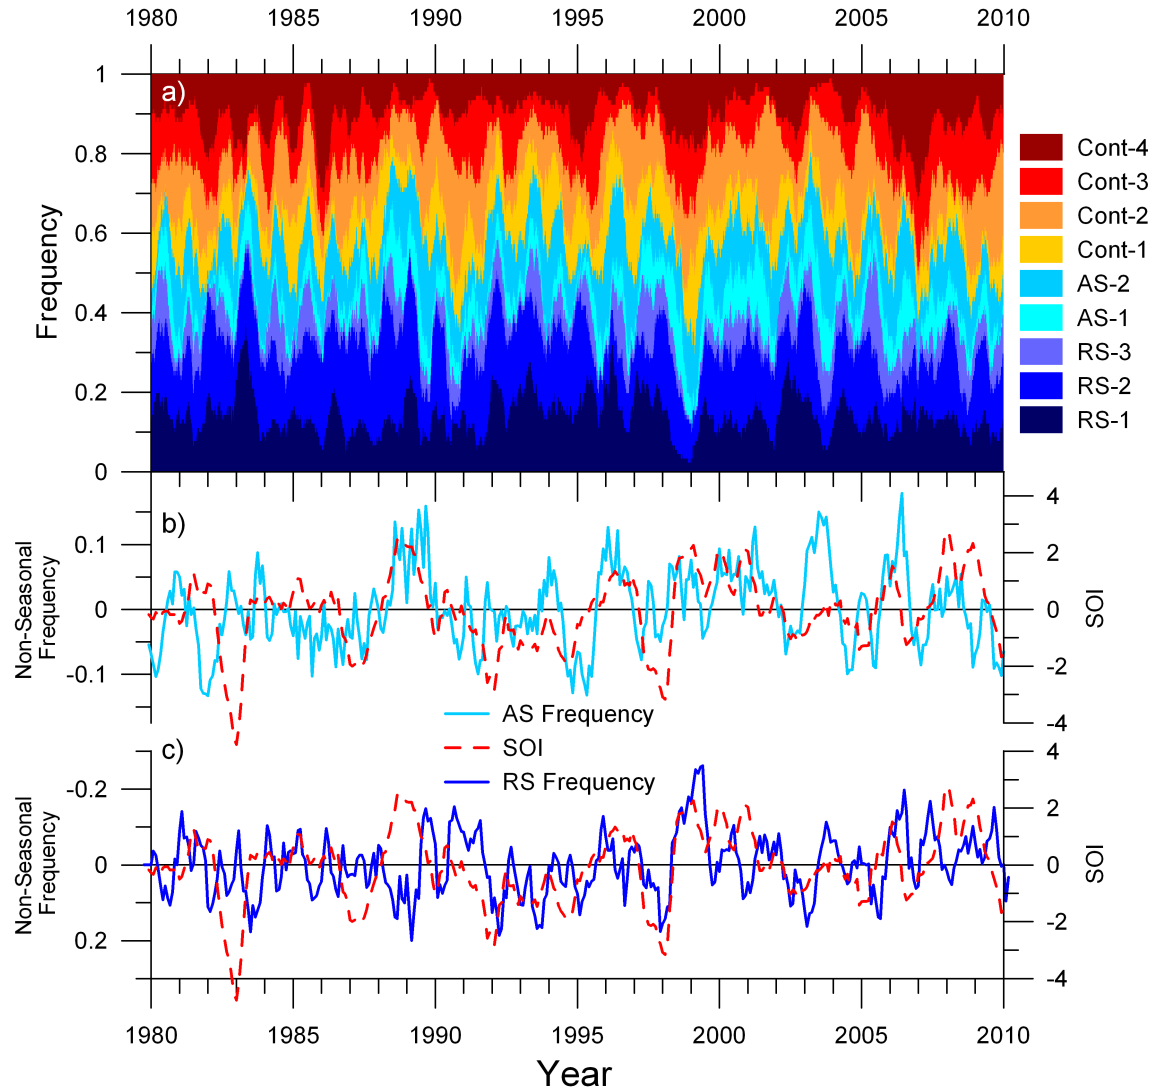 1980 1985 1990 1995 2000 2005 2010
a)
1
0.8
0.6
0.4
0.2
0
Frequency
Cont-4
Cont-3
Cont-2
Cont-1
AS-2
AS-1
RS-3
RS-2
RS-1
b)
0.1
0
-0.1
Non-Seasonal
Frequency
4
2
0
-2
-4
SOI
AS Frequency
SOI
RS Frequency
c)
-0.2
0
0.2
Non-Seasonal
Frequency
4
2
0
-2
-4
SOI
1980 1985 1990 1995 2000 2005 2010
Year